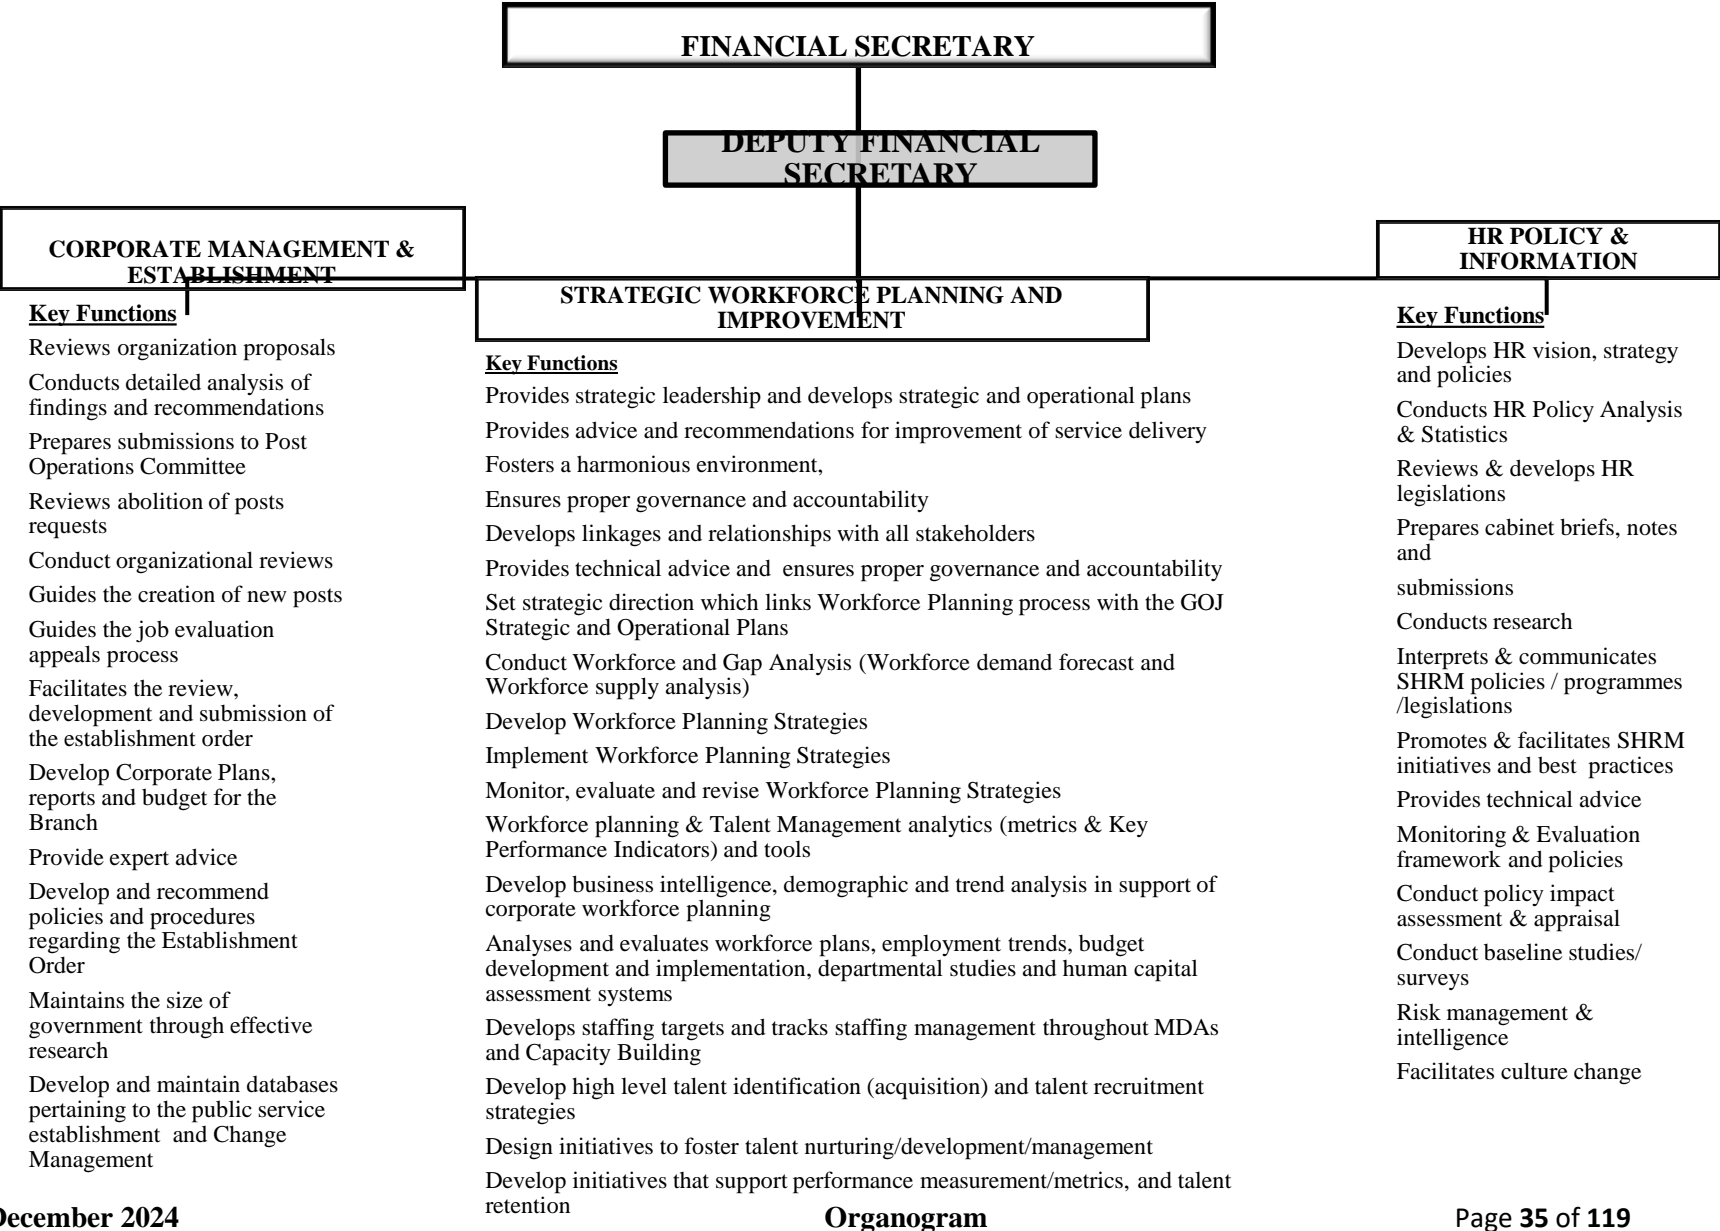 FINANCIAL SECRETARY
DEPUTY FINANCIAL
SECRETARY
CORPORATE MANAGEMENT &
ESTABLISHMENT
Key Functions
Reviews organization proposals
Conducts detailed analysis of
findings and recommendations
Prepares submissions to Post
Operations Committee
Reviews abolition of posts
requests
Conduct organizational reviews
Guides the creation of new posts
Guides the job evaluation
appeals process
Facilitates the review,
development and submission of
the establishment order
Develop Corporate Plans,
reports and budget for the
Branch
Provide expert advice
Develop and recommend
policies and procedures
regarding the Establishment
Order
Maintains the size of
government through effective
research
Develop and maintain databases
pertaining to the public service
establishment and Change
Management
STRATEGIC WORKFORCE PLANNING AND
IMPROVEMENT
Key Functions
Provides strategic leadership and develops strategic and operational plans
Provides advice and recommendations for improvement of service delivery
Fosters a harmonious environment,
Ensures proper governance and accountability
Develops linkages and relationships with all stakeholders
Provides technical advice and ensures proper governance and accountability
Set strategic direction which links Workforce Planning process with the GOJ
Strategic and Operational Plans
Conduct Workforce and Gap Analysis (Workforce demand forecast and
Workforce supply analysis)
Develop Workforce Planning Strategies
Implement Workforce Planning Strategies
Monitor, evaluate and revise Workforce Planning Strategies
Workforce planning & Talent Management analytics (metrics & Key
Performance Indicators) and tools
Develop business intelligence, demographic and trend analysis in support of
corporate workforce planning
Analyses and evaluates workforce plans, employment trends, budget
development and implementation, departmental studies and human capital
assessment systems
Develops staffing targets and tracks staffing management throughout MDAs
and Capacity Building
Develop high level talent identification (acquisition) and talent recruitment
strategies
Design initiatives to foster talent nurturing/development/management
Develop initiatives that support performance measurement/metrics, and talent
retention
HR POLICY &
INFORMATION
Key Functions
Develops HR vision, strategy
and policies
Conducts HR Policy Analysis
& Statistics
Reviews & develops HR
legislations
Prepares cabinet briefs, notes
and
submissions
Conducts research
Interprets & communicates
SHRM policies / programmes
/legislations
Promotes & facilitates SHRM
initiatives and best practices
Provides technical advice
Monitoring & Evaluation
framework and policies
Conduct policy impact
assessment & appraisal
Conduct baseline studies/
surveys
Risk management &
intelligence
Facilitates culture change
December 2024
Organogram
Page 35 of 119